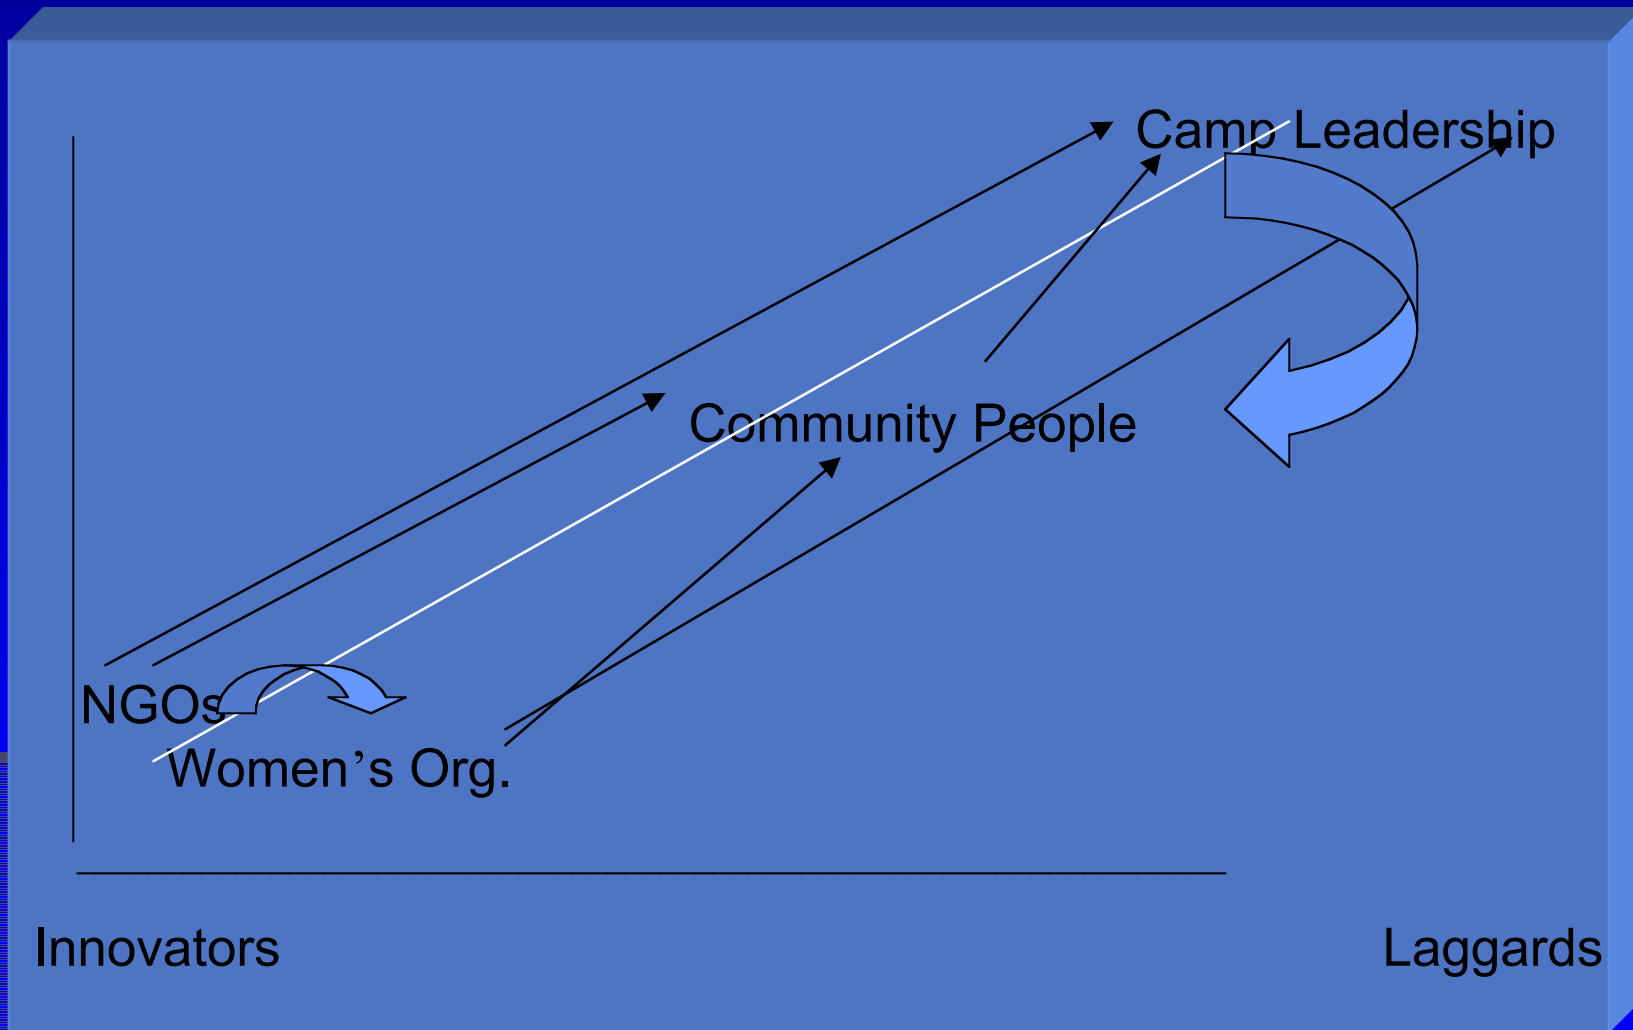 Camp Leadership
Community People
NGOs
Women’s Org.
Innovators
Laggards